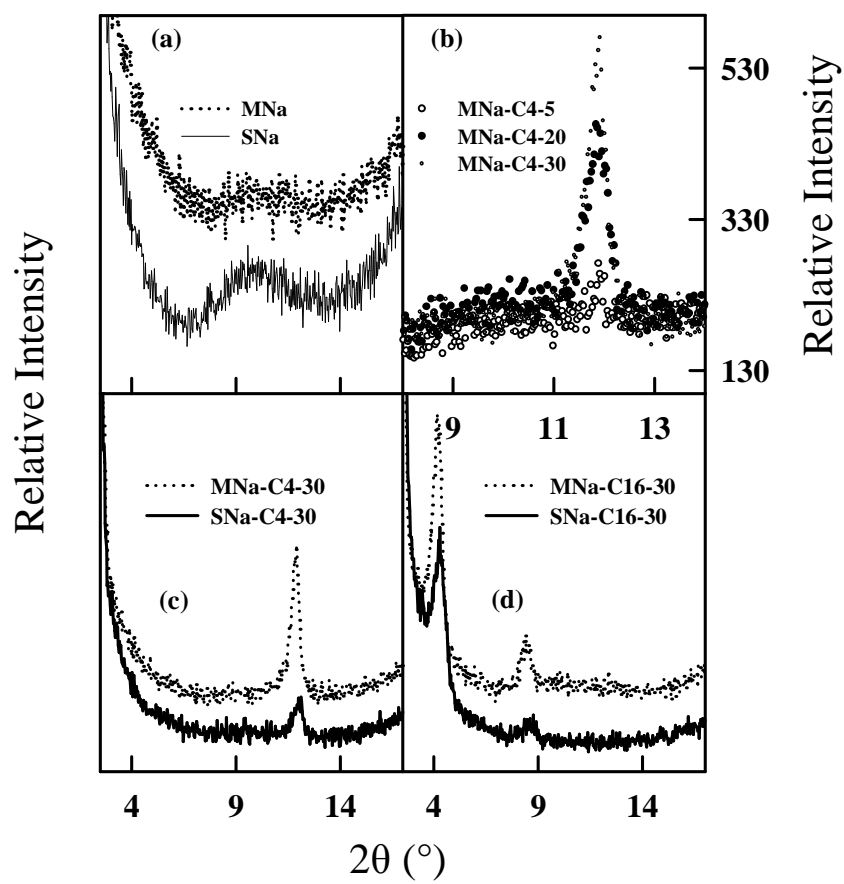 (a)
MNa
SNa
(b)
MNa-C4-5
MNa-C4-20
MNa-C4-30
530
330
130
Relative Intensity
Relative Intensity
9 11 13
MNa-C4-30
SNa-C4-30
(c)
MNa-C16-30
SNa-C16-30
(d)
4 9 14
4 9 14
2θ (°)